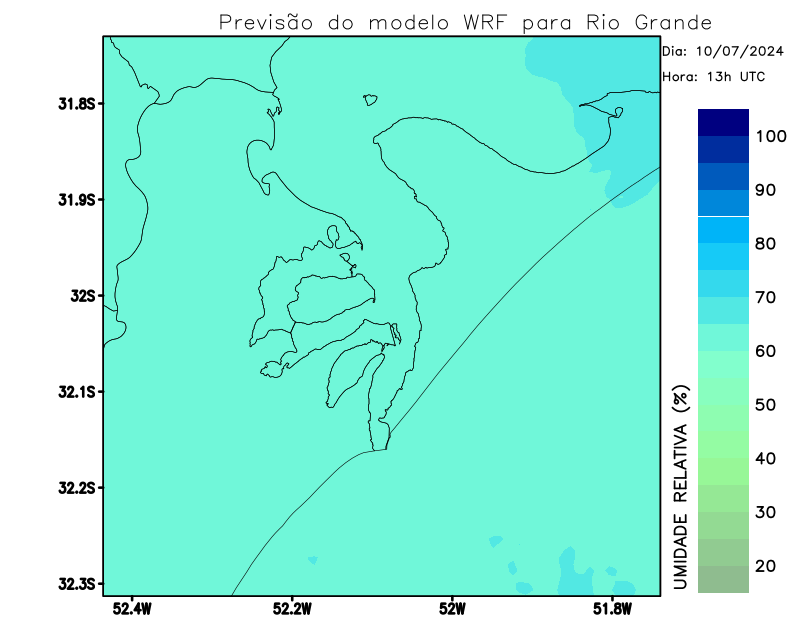 Previsão do modelo WRF para Rio Grande
Dia: 10/07/2024
Hora: 13h UTC
31.8S
31.9S
32S
32.1S
32.2S
32.3S
52.4W
52.2W
52W
51.8W
100
90
80
70
60
50
40
30
20
UMIDADE RELATIVA (%)